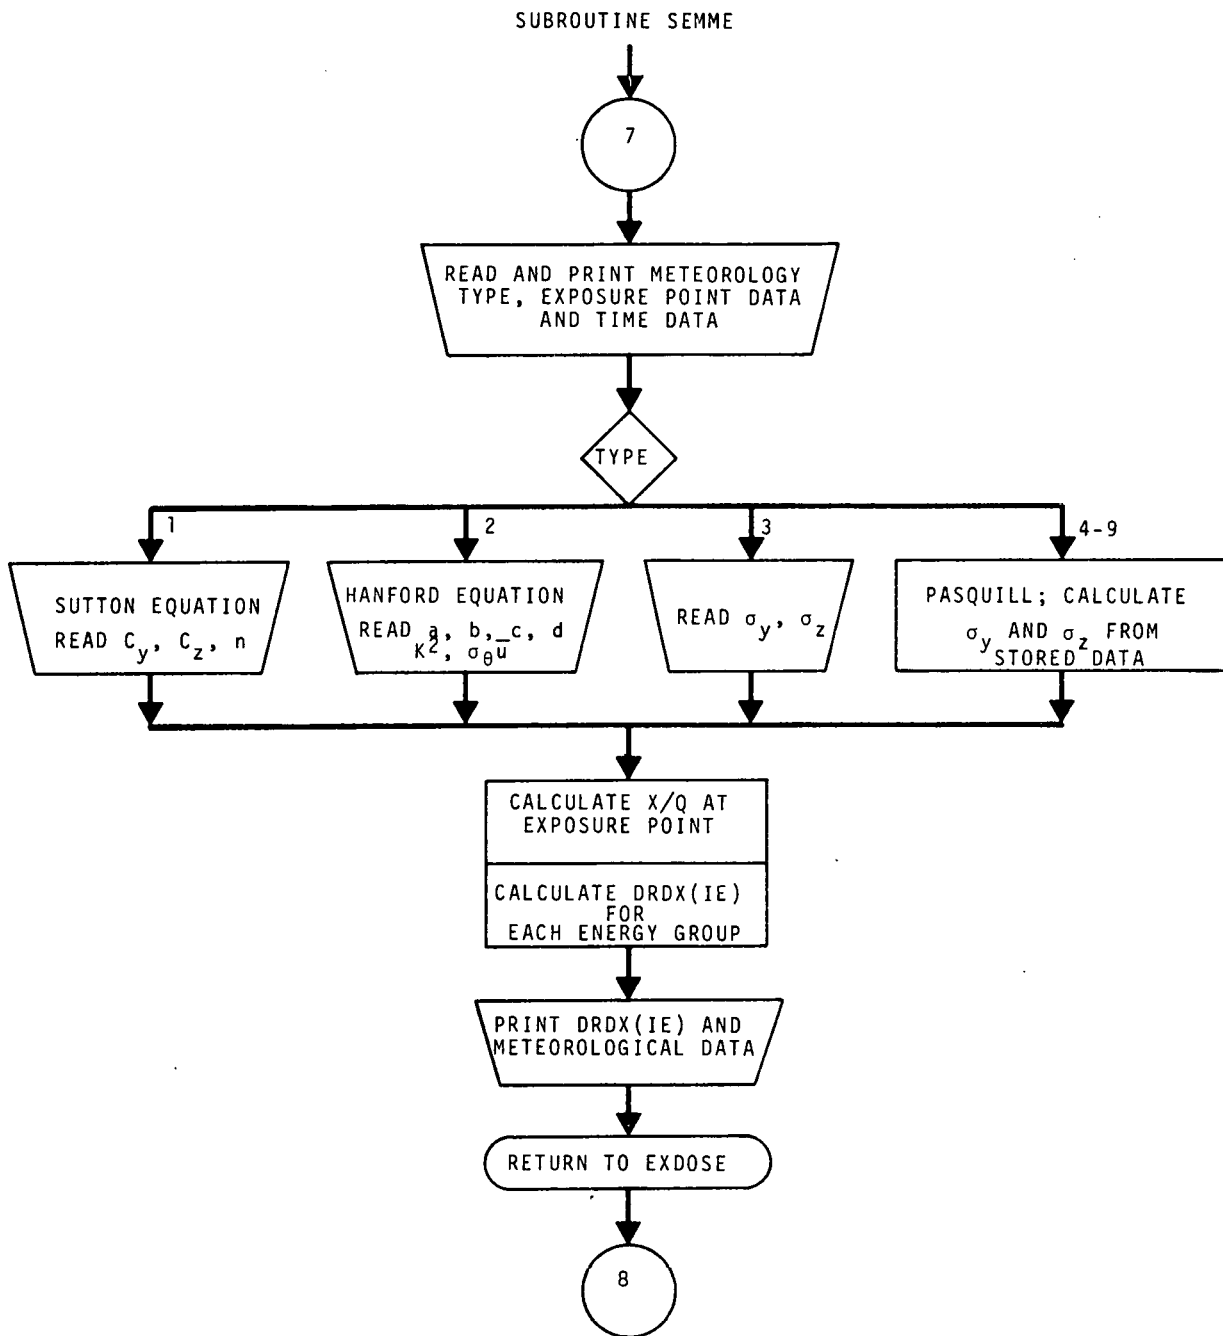 SUBROUTINE SEMME
7
READ AND PRINT METEOROLOGY
TYPE, EXPOSURE POINT DATA
AND TIME DATA
TYPE
1
2
3
4-9
SUTTON EQUATION
READ Cy, Cz, n
HANFORD EQUATION
READ a, b, c, d
K², σθū
READ σy, σz
PASQUILL; CALCULATE
σy AND σz FROM
STORED DATA
CALCULATE X/Q AT
EXPOSURE POINT
CALCULATE DRDX(IE)
FOR
EACH ENERGY GROUP
PRINT DRDX(IE) AND
METEOROLOGICAL DATA
RETURN TO EXDOSE
8